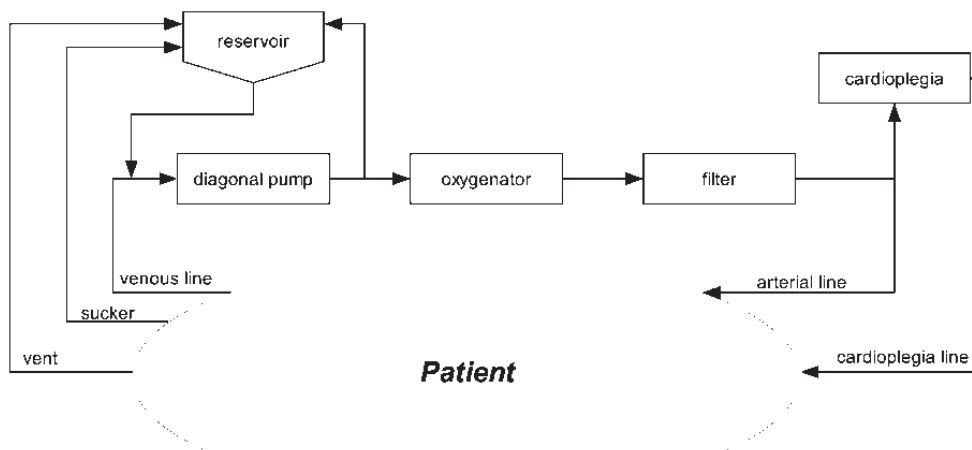 reservoir
cardioplegia
diagonal pump
oxygenator
filter
venous line
arterial line
sucker
vent
Patient
cardioplegia line